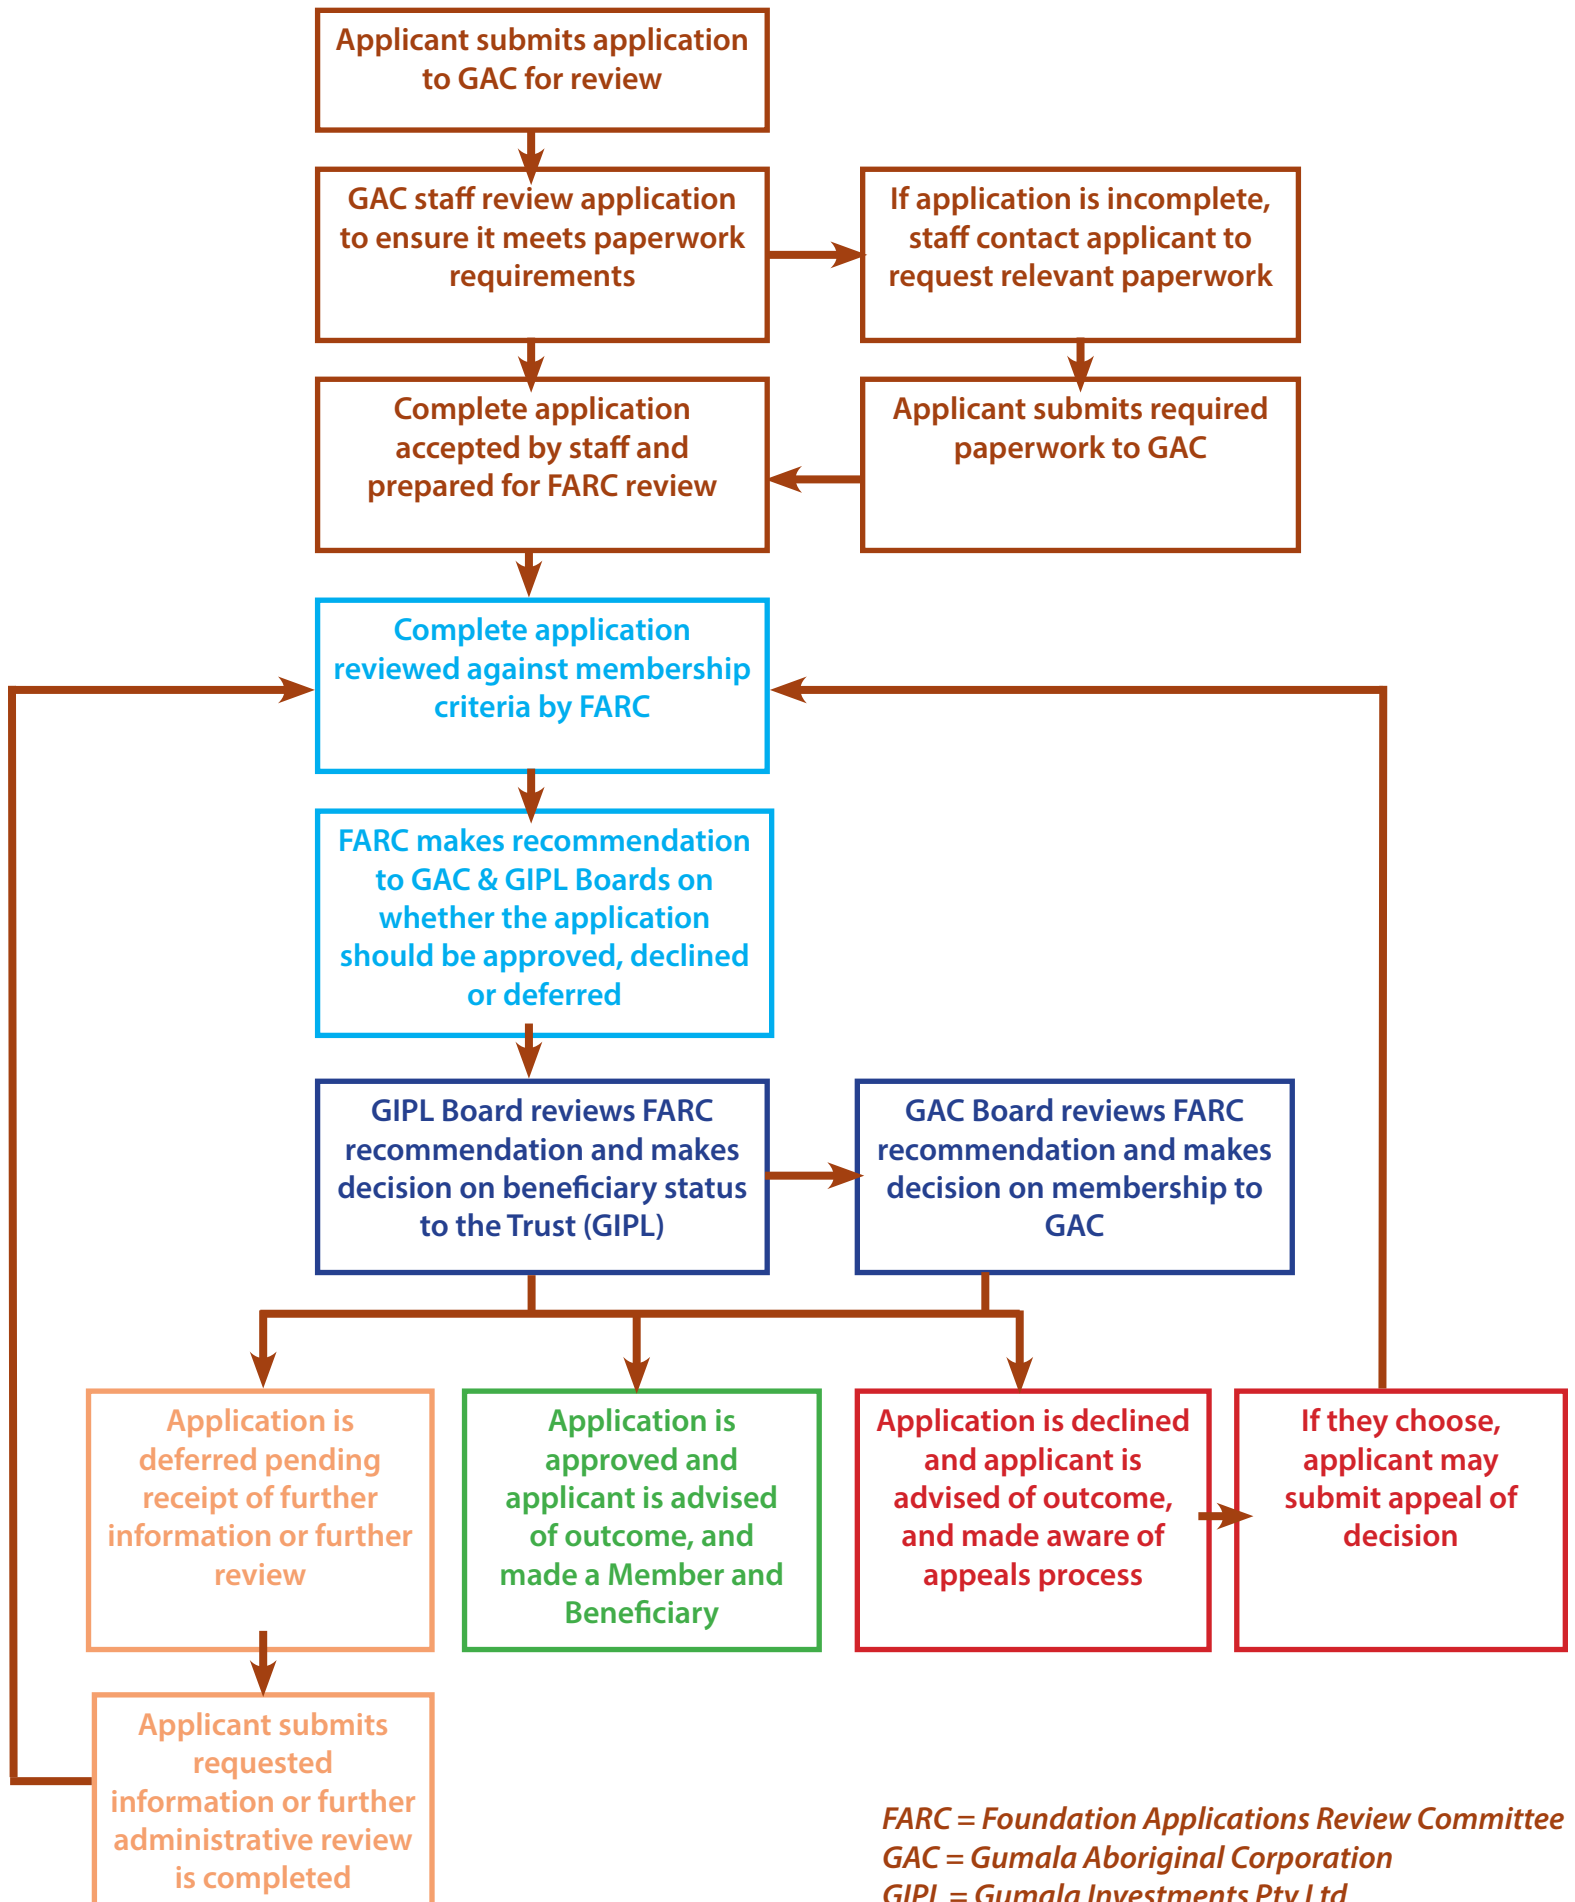 Applicant submits application
to GAC for review
GAC staff review application
to ensure it meets paperwork
requirements
If application is incomplete,
staff contact applicant to
request relevant paperwork
Complete application
accepted by staff and
prepared for FARC review
Applicant submits required
paperwork to GAC
Complete application
reviewed against membership
criteria by FARC
FARC makes recommendation
to GAC & GIPL Boards on
whether the application
should be approved, declined
or deferred
GIPL Board reviews FARC
recommendation and makes
decision on beneficiary status
to the Trust (GIPL)
GAC Board reviews FARC
recommendation and makes
decision on membership to
GAC
Application is
deferred pending
receipt of further
information or further
review
Application is
approved and
applicant is advised
of outcome, and
made a Member and
Beneficiary
Application is declined
and applicant is
advised of outcome,
and made aware of
appeals process
If they choose,
applicant may
submit appeal of
decision
Applicant submits
requested
information or further
administrative review
is completed
FARC = Foundation Applications Review Committee
GAC = Gumala Aboriginal Corporation
GIPL = Gumala Investments Pty Ltd